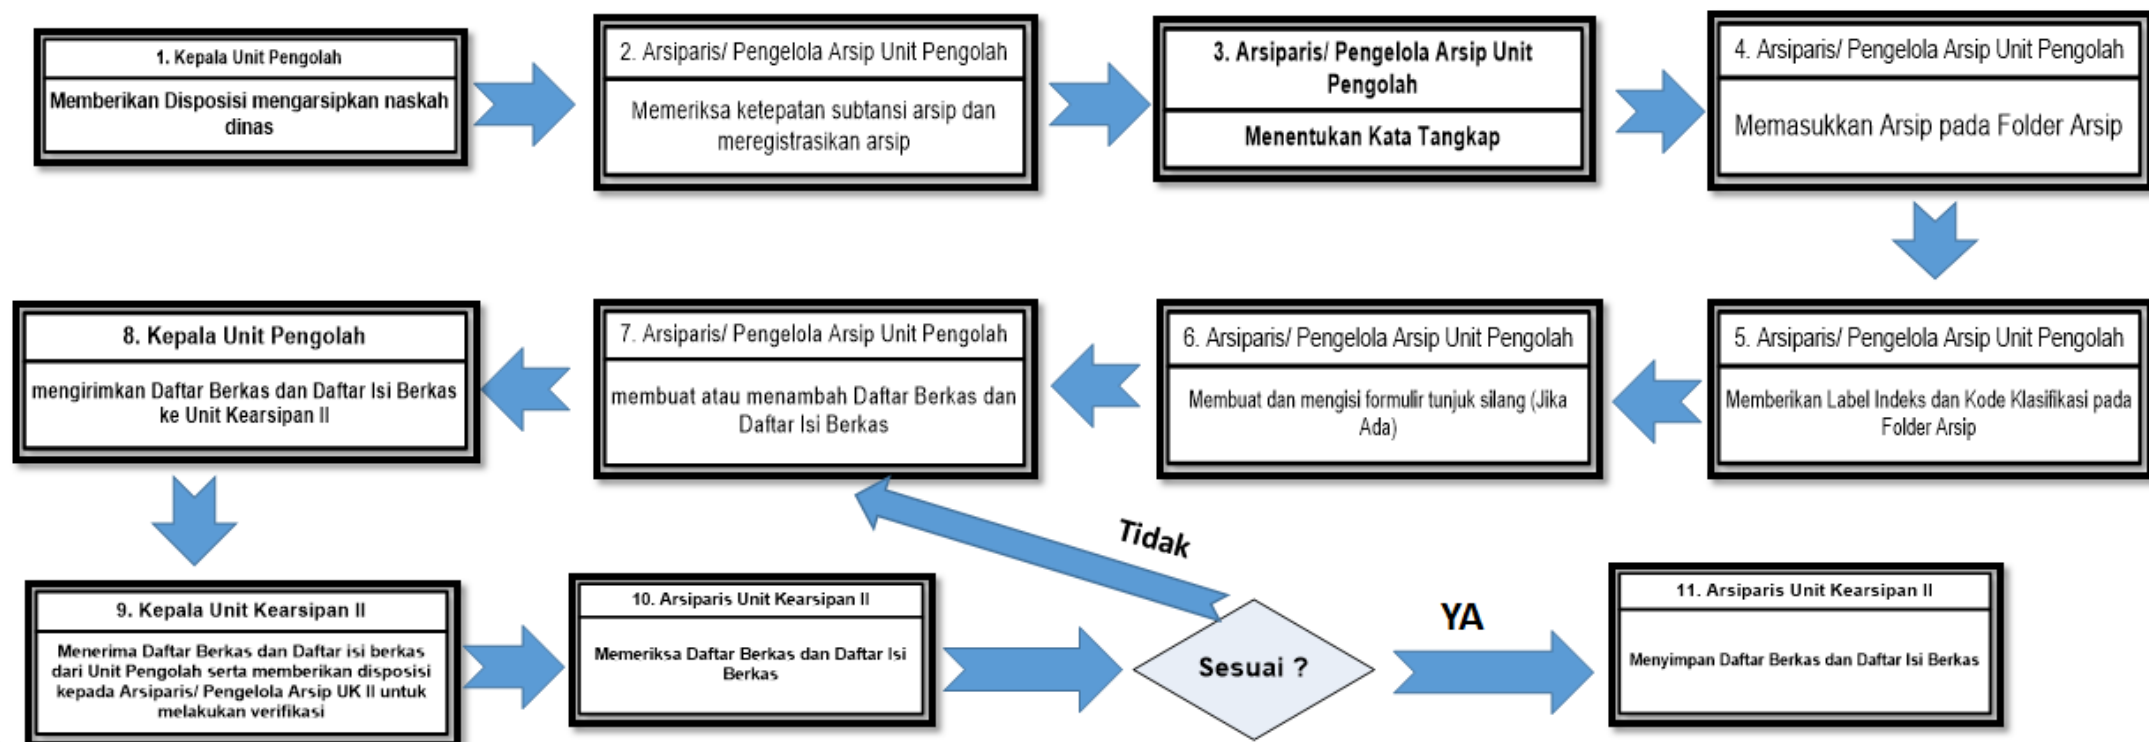 1. Kepala Unit Pengolah
Memberikan Disposisi mengarsipkan naskah
dinas
2. Arsiparis/ Pengelola Arsip Unit Pengolah
Memeriksa ketepatan subtansi arsip dan
meregistrasikan arsip
3. Arsiparis/ Pengelola Arsip Unit
Pengolah
Menentukan Kata Tangkap
4. Arsiparis/ Pengelola Arsip Unit Pengolah
Memasukkan Arsip pada Folder Arsip
5. Arsiparis/ Pengelola Arsip Unit Pengolah
Memberikan Label Indeks dan Kode Klasifikasi pada
Folder Arsip
6. Arsiparis/ Pengelola Arsip Unit Pengolah
Membuat dan mengisi formulir tunjuk silang (Jika
Ada)
7. Arsiparis/ Pengelola Arsip Unit Pengolah
membuat atau menambah Daftar Berkas dan
Daftar Isi Berkas
8. Kepala Unit Pengolah
mengirimkan Daftar Berkas dan Daftar Isi Berkas
ke Unit Kearsipan II
9. Kepala Unit Kearsipan II
Menerima Daftar Berkas dan Daftar isi berkas
dari Unit Pengolah serta memberikan disposisi
kepada Arsiparis/ Pengelola Arsip UK II untuk
melakukan verifikasi
10. Arsiparis Unit Kearsipan II
Memeriksa Daftar Berkas dan Daftar Isi
Berkas
Sesuai ?
Tidak
YA
11. Arsiparis Unit Kearsipan II
Menyimpan Daftar Berkas dan Daftar Isi Berkas